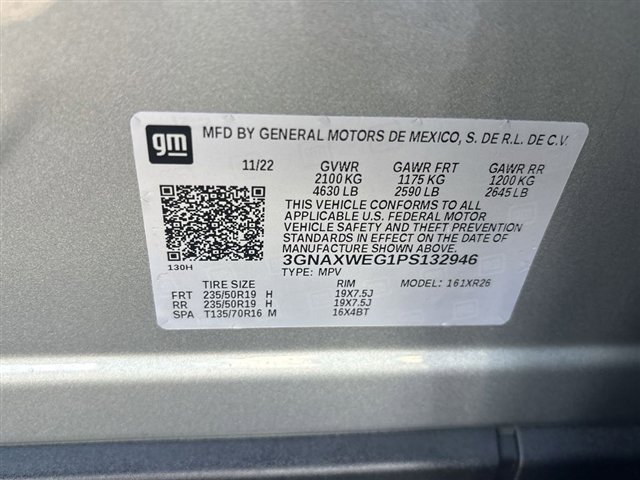 gm MFD BY GENERAL MOTORS DE MEXICO, S. DE R.L. DE C.V.
11/22 GVWR GAWR FRT GAWR RR
2100 KG 1175 KG 1200 KG
4630 LB 2590 LB 2645 LB
THIS VEHICLE CONFORMS TO ALL
APPLICABLE U.S. FEDERAL MOTOR
VEHICLE SAFETY AND THEFT PREVENTION
STANDARDS IN EFFECT ON THE DATE OF
MANUFACTURE SHOWN ABOVE.
3GNAXWEG1PS132946
130H TYPE: MPV
TIRE SIZE RIM MODEL: 161XR26
FRT 235/50R19 H 19X7.5J
RR 235/50R19 H 19X7.5J
SPA T135/70R16 M 16X4BT